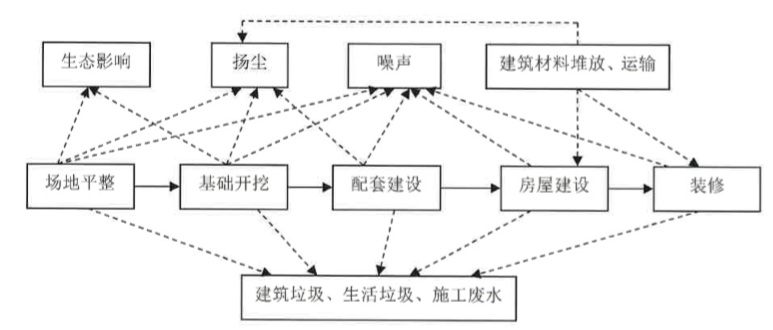 生态影响
扬尘
噪声
建筑材料堆放、运输
场地平整
基础开挖
配套建设
房屋建设
装修
建筑垃圾、生活垃圾、施工废水